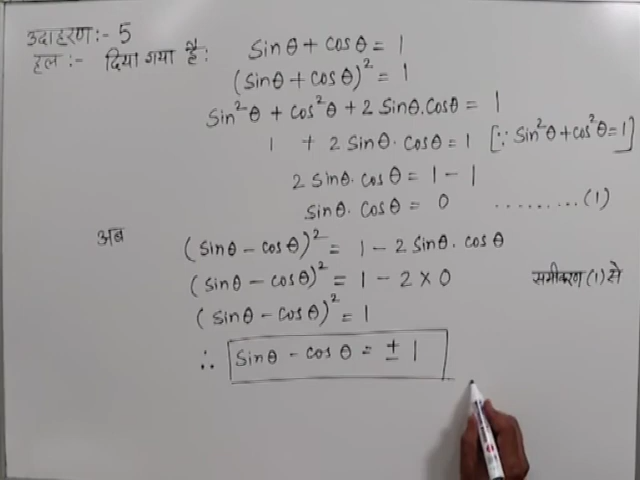 उदाहरण:- 5
हल :- दिया गया है: sinθ + cosθ = 1
(sinθ + cosθ)² = 1
sin²θ + cos²θ + 2 sinθ.cosθ = 1
1 + 2 sinθ. cosθ = 1 [∵ sin²θ+cos²θ=1]
2 sinθ. cosθ = 1 - 1
sinθ. cosθ = 0 .........(1)
अब (sinθ - cosθ)² = 1 - 2 sinθ. cosθ
(sinθ - cosθ)² = 1 - 2 × 0 समीकरण (1) से
(sinθ - cosθ)² = 1
∴ sinθ - cosθ = ± 1